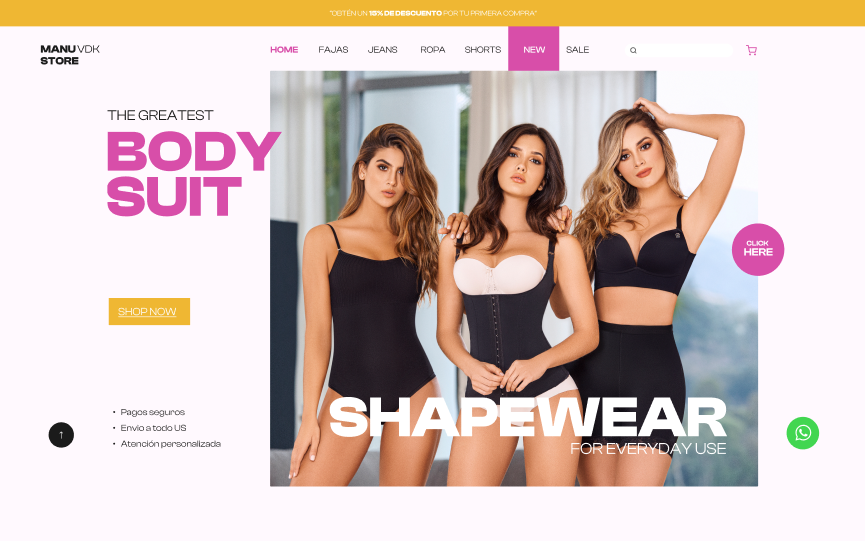 "OBTÉN UN 15% DE DESCUENTO POR TU PRIMERA COMPRA"
MANU VDK
STORE
HOME FAJAS JEANS ROPA SHORTS NEW SALE
THE GREATEST
BODY
SUIT
CLICK
HERE
SHOP NOW
SHAPEWEAR
FOR EVERYDAY USE
• Pagos seguros
• Envio a todo US
• Atención personalizada
↑